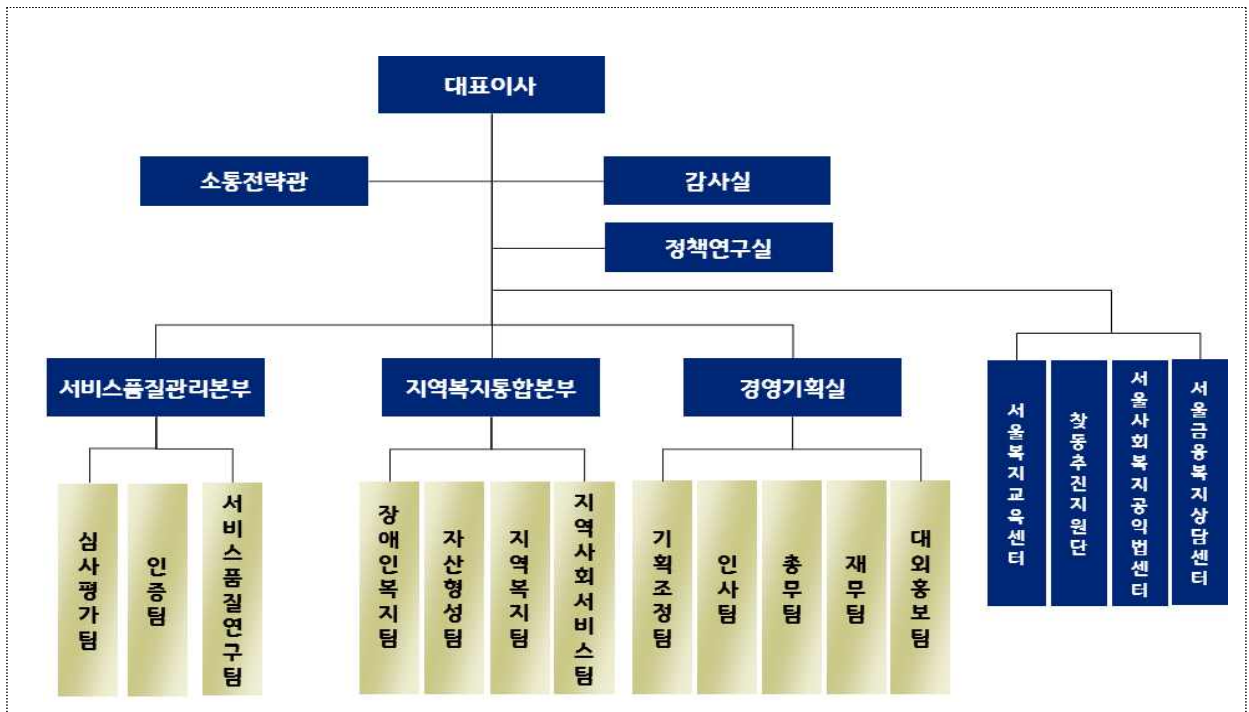 대표이사
소통전략관
감사실
정책연구실
서비스품질관리본부
지역복지통합본부
경영기획실
서울복지교육센터
찾동추진지원단
서울사회복지공익법센터
서울금융복지상담센터
심사평가팀
인증팀
서비스품질연구팀
장애인복지팀
자산형성팀
지역복지팀
지역사회서비스팀
기획조정팀
인사팀
총무팀
재무팀
대외홍보팀